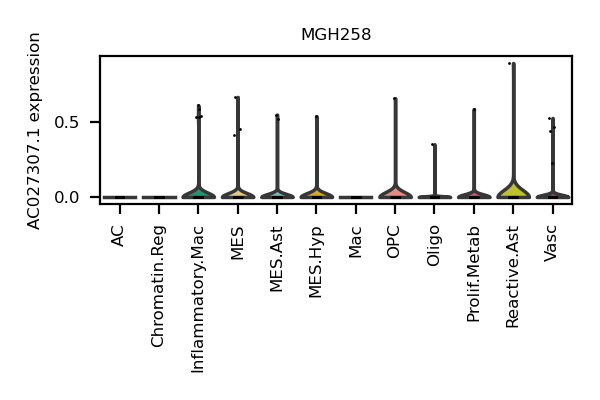 MGH258
AC027307.1 expression
0.5
0.0
AC
Chromatin.Reg
Inflammatory.Mac
MES
MES.Ast
MES.Hyp
Mac
OPC
Oligo
Prolif.Metab
Reactive.Ast
Vasc